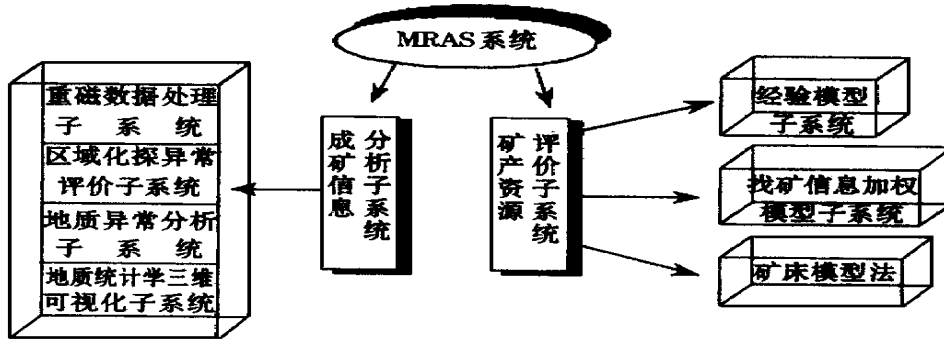 MRAS系统
重磁数据处理
子系统
区域化探异常
评价子系统
地质异常分析
子系统
地质统计学三维
可视化子系统
成矿信息
分析子系统
矿产资源
评价子系统
经验模型
子系统
找矿信息加权
模型子系统
矿床模型法